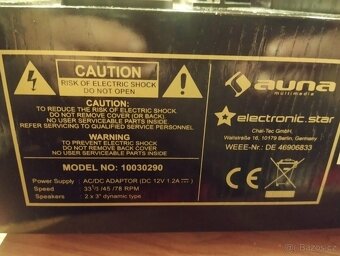 CAUTION
RISK OF ELECTRIC SHOCK
DO NOT OPEN
CAUTION:
TO REDUCE THE RISK OF ELECTRIC SHOCK
DO NOT REMOVE COVER (OR BACK)
NO USER SERVICEABLE PARTS INSIDE
REFER SERVICING TO QUALIFIED SERVICE PERSONNEL
WARNING
TO PREVENT ELECTRIC SHOCK
DO NOT REMOVE COVER. NO USER
SERVICEABLE PARTS INSIDE.
MODEL NO: 10030290
Power Supply : AC/DC ADAPTOR (DC 12V 1.2A)
Speed : 33 1/3 /45 /78 RPM
Speakers : 2 x 3" dynamic type
auna
multimedia
electronic.star
Chal-Tec GmbH,
Wallstraße 16, 10179 Berlin, Germany
WEEE-Nr.: DE 46906833
CE
bazoš.cz